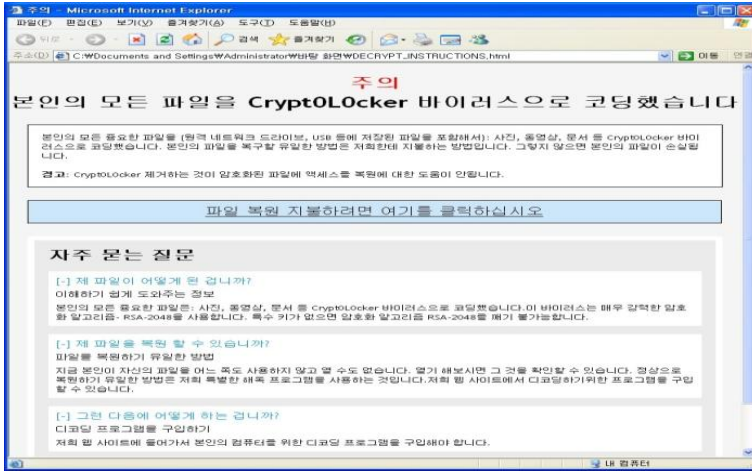 주의 - Microsoft Internet Explorer
파일(F) 편집(E) 보기(V) 즐겨찾기(A) 도구(T) 도움말(H)
뒤로 검색 즐겨찾기
주소(D) C:\Documents and Settings\Administrator\바탕 화면\DECRYPT_INSTRUCTIONS.html 이동 연결
주의
본인의 모든 파일을 Crypt0L0cker 바이러스으로 코딩했습니다
본인의 모든 중요한 파일을 (원격 네트워크 드라이브, USB 등에 저장된 파일을 포함해서): 사진, 동영상, 문서 등 Crypt0L0cker 바이
러스으로 코딩했습니다. 본인의 파일을 복구할 유일한 방법은 저희한테 지불하는 방법입니다. 그렇지 않으면 본인의 파일이 손실됩
니다.
경고: Crypt0L0cker 제거하는 것이 암호화된 파일에 액세스를 복원에 대한 도움이 안됩니다.
파일 복원 지불하려면 여기를 클릭하십시오
자주 묻는 질문
[-] 제 파일이 어떻게 된 겁니까?
이해하기 쉽게 도와주는 정보
본인의 모든 중요한 파일은: 사진, 동영상, 문서 등 Crypt0L0cker 바이러스으로 코딩했습니다.이 바이러스는 매우 강력한 암호
화 알고리즘- RSA-2048을 사용합니다. 특수 키가 없으면 암호화 알고리즘 RSA-2048을 깨기 불가능합니다.
[-] 제 파일을 복원 할 수 있습니까?
파일을 복원하기 유일한 방법
지금 본인이 자신의 파일을 어느 쪽도 사용하지 않고 열 수도 없습니다. 열기 해보시면 그 것을 확인할 수 있습니다. 정상으로
복원하기 유일한 방법은 저희 특별한 해독 프로그램을 사용하는 것입니다.저희 웹 사이트에서 디코딩하기위한 프로그램을 구입
할 수 있습니다.
[-] 그런 다음에 어떻게 하는 겁니까?
디코딩 프로그램을 구입하기
저희 웹 사이트에 들어가서 본인의 컴퓨터를 위한 디코딩 프로그램을 구입해야 합니다.
내 컴퓨터